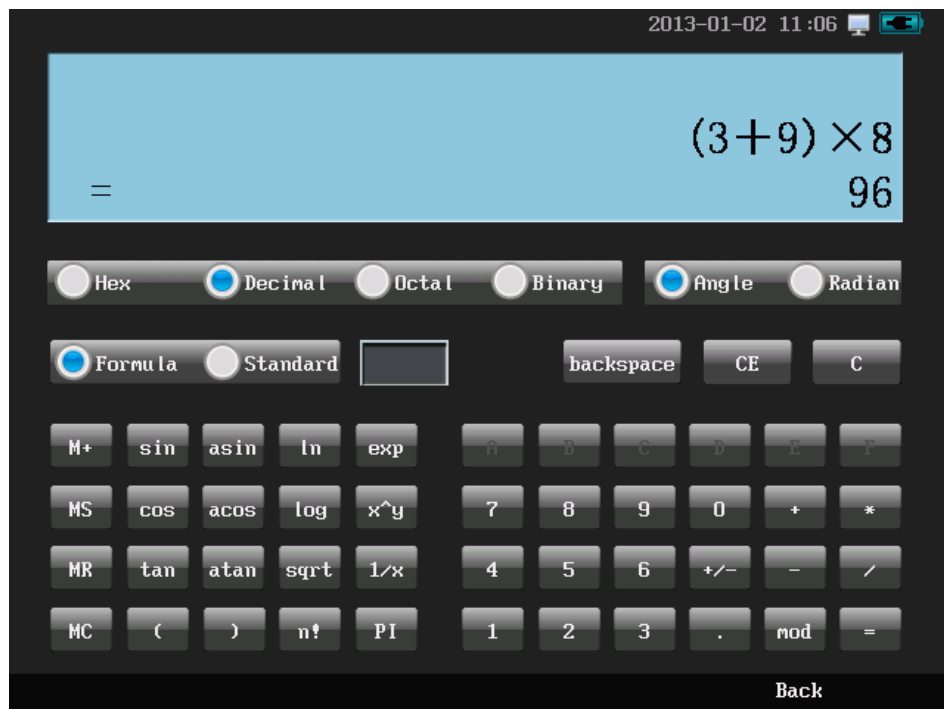 2013-01-02 11:06
(3+9)×8
= 96
Hex Decimal Octal Binary Angle Radian
Formula Standard backspace CE C
M+ sin asin ln exp A B C D E F
MS cos acos log x^y 7 8 9 0 + *
MR tan atan sqrt 1/x 4 5 6 +/- - /
MC ( ) n! PI 1 2 3 . mod =
Back